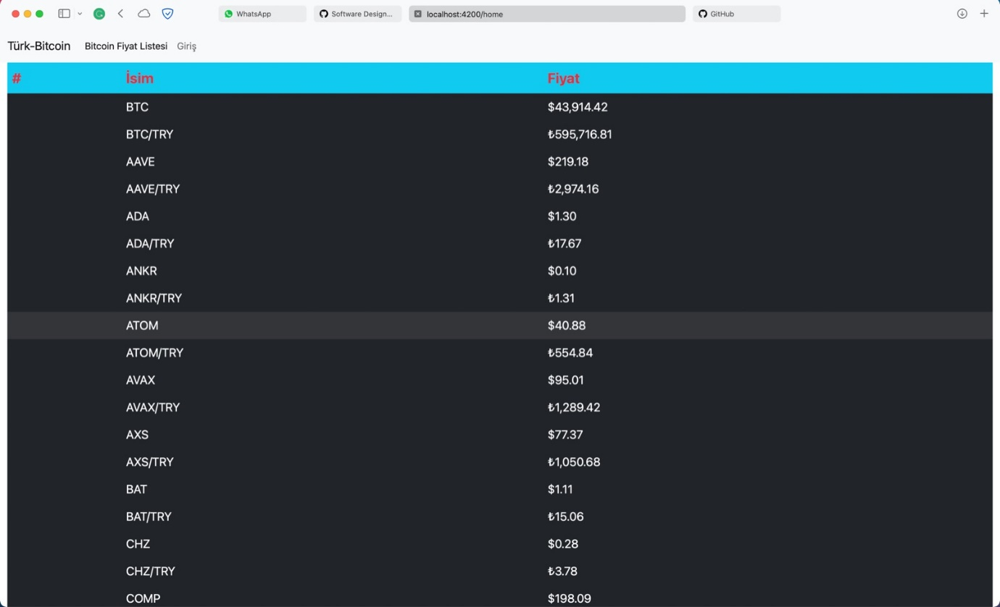 WhatsApp Software Design... localhost:4200/home GitHub
Türk-Bitcoin Bitcoin Fiyat Listesi Giriş
# İsim Fiyat
BTC $43,914.42
BTC/TRY ₺595,716.81
AAVE $219.18
AAVE/TRY ₺2,974.16
ADA $1.30
ADA/TRY ₺17.67
ANKR $0.10
ANKR/TRY ₺1.31
ATOM $40.88
ATOM/TRY ₺554.84
AVAX $95.01
AVAX/TRY ₺1,289.42
AXS $77.37
AXS/TRY ₺1,050.68
BAT $1.11
BAT/TRY ₺15.06
CHZ $0.28
CHZ/TRY ₺3.78
COMP $198.09